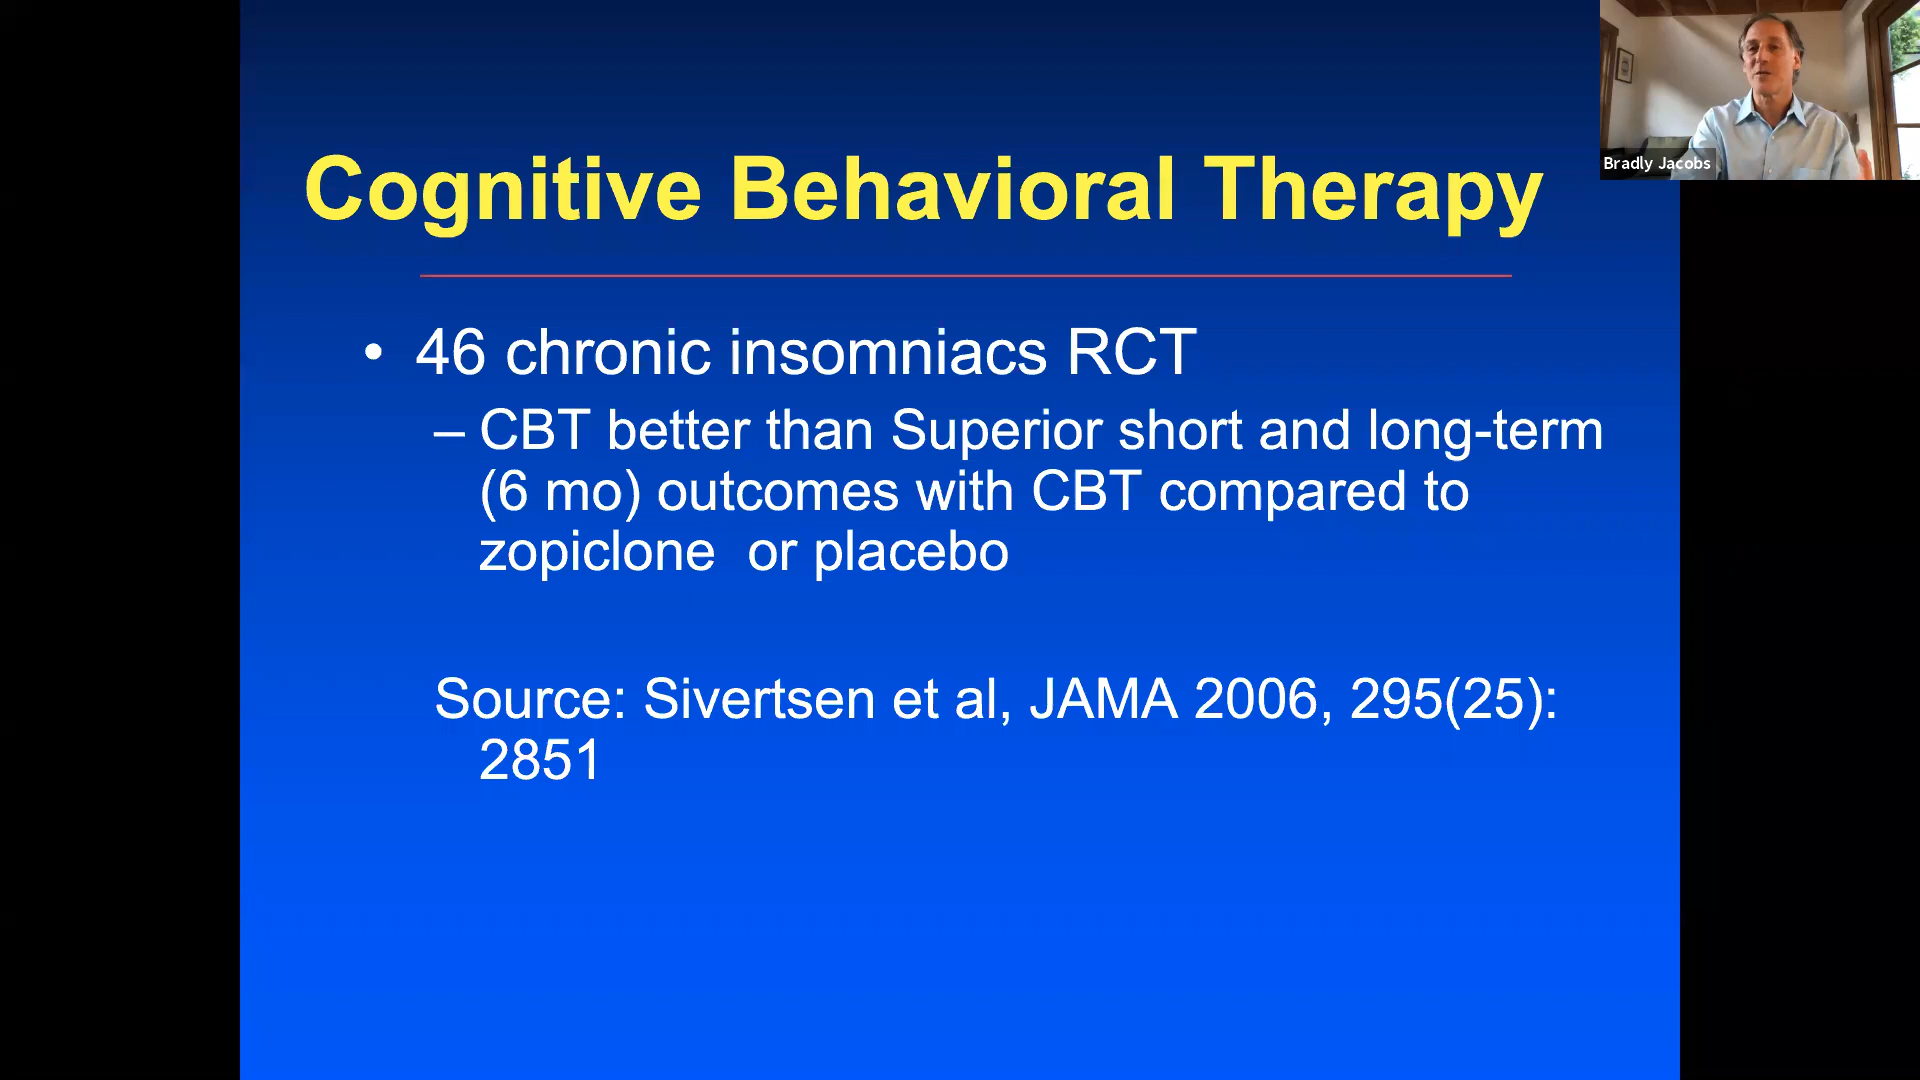 Bradly Jacobs
Cognitive Behavioral Therapy
• 46 chronic insomniacs RCT
– CBT better than Superior short and long-term
(6 mo) outcomes with CBT compared to
zopiclone  or placebo
Source: Sivertsen et al, JAMA 2006, 295(25):
2851